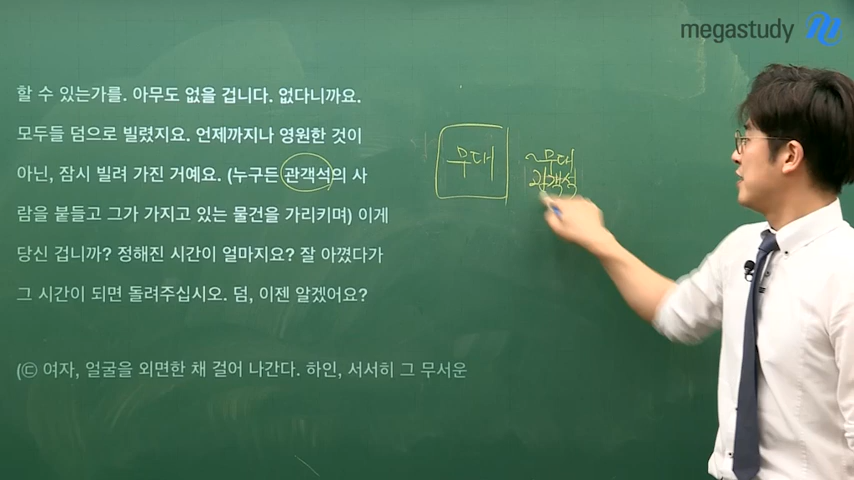 megastudy
할 수 있는가를. 아무도 없을 겁니다. 없다니까요.
모두들 덤으로 빌렸지요. 언제까지나 영원한 것이
아닌, 잠시 빌려 가진 거예요. (누구든 관객석의 사
람을 붙들고 그가 가지고 있는 물건을 가리키며) 이게
당신 겁니까? 정해진 시간이 얼마지요? 잘 아꼈다가
그 시간이 되면 돌려주십시오. 덤, 이젠 알겠어요?
(ⓒ 여자, 얼굴을 외면한 채 걸어 나간다. 하인, 서서히 그 무서운
무대
~무대
관객석